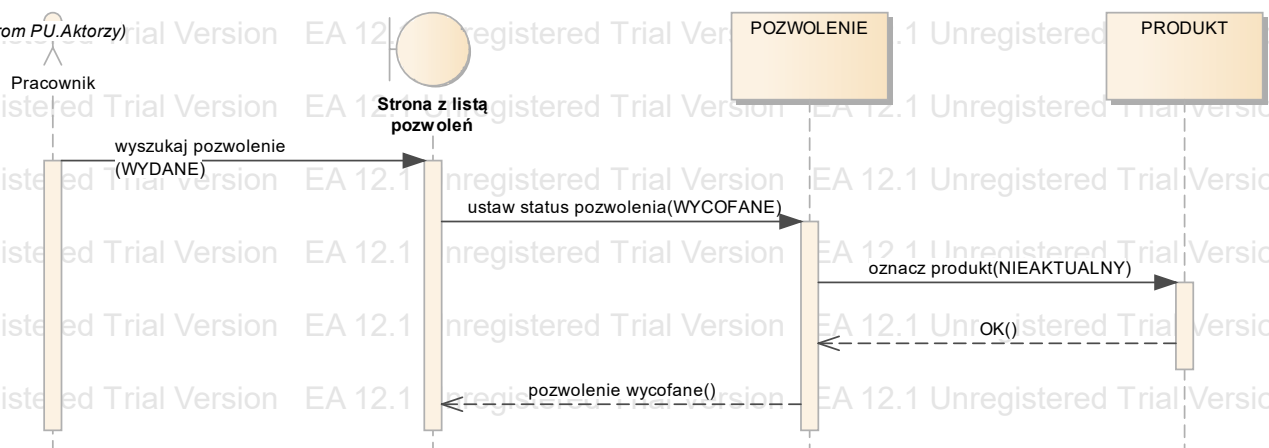 rom PU.Aktorzy)
Pracownik
Strona z listą
pozwoleń
POZWOLENIE
PRODUKT
wyszukaj pozwolenie
(WYDANE)
ustaw status pozwolenia(WYCOFANE)
oznacz produkt(NIEAKTUALNY)
OK()
pozwolenie wycofane()
EA 12.1 Unregistered Trial Version